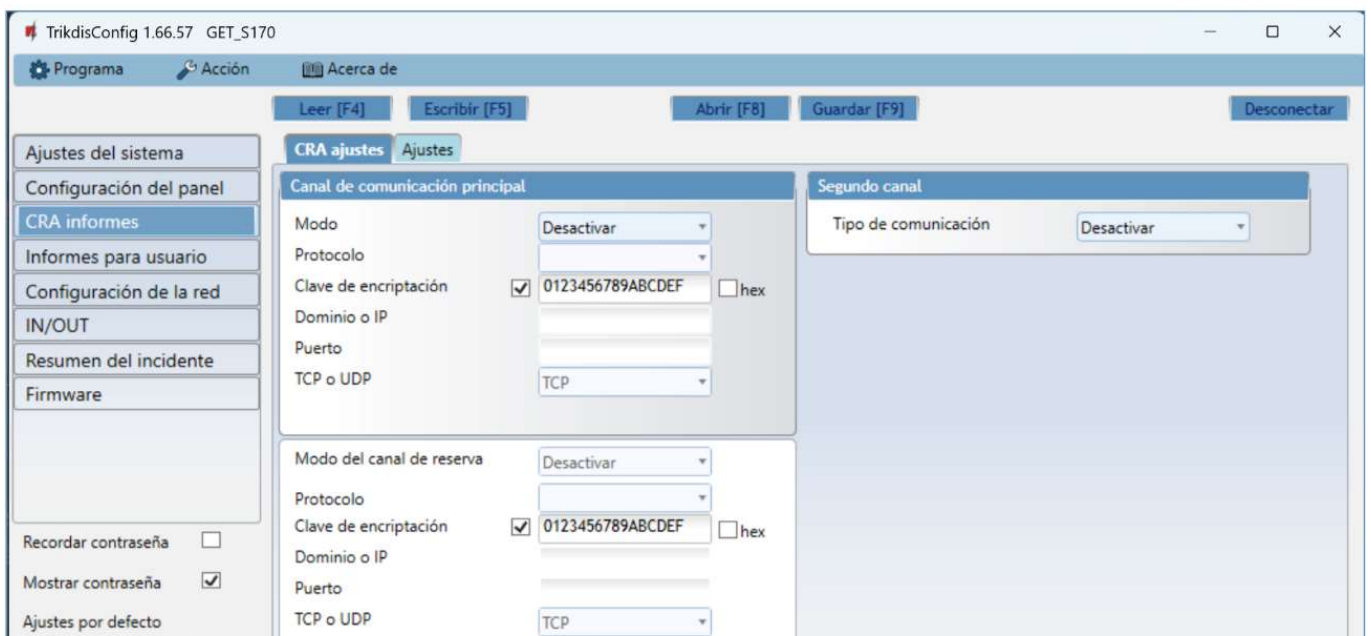 TrikdisConfig 1.66.57 GET_S170
Programa Acción Acerca de
Leer [F4] Escribir [F5] Abrir [F8] Guardar [F9] Desconectar
Ajustes del sistema
Configuración del panel
CRA informes
Informes para usuario
Configuración de la red
IN/OUT
Resumen del incidente
Firmware
Recordar contraseña
Mostrar contraseña
Ajustes por defecto
CRA ajustes Ajustes
Canal de comunicación principal
Modo Desactivar
Protocolo
Clave de encriptación 0123456789ABCDEF hex
Dominio o IP
Puerto
TCP o UDP TCP
Modo del canal de reserva Desactivar
Protocolo
Clave de encriptación 0123456789ABCDEF hex
Dominio o IP
Puerto
TCP o UDP TCP
Segundo canal
Tipo de comunicación Desactivar